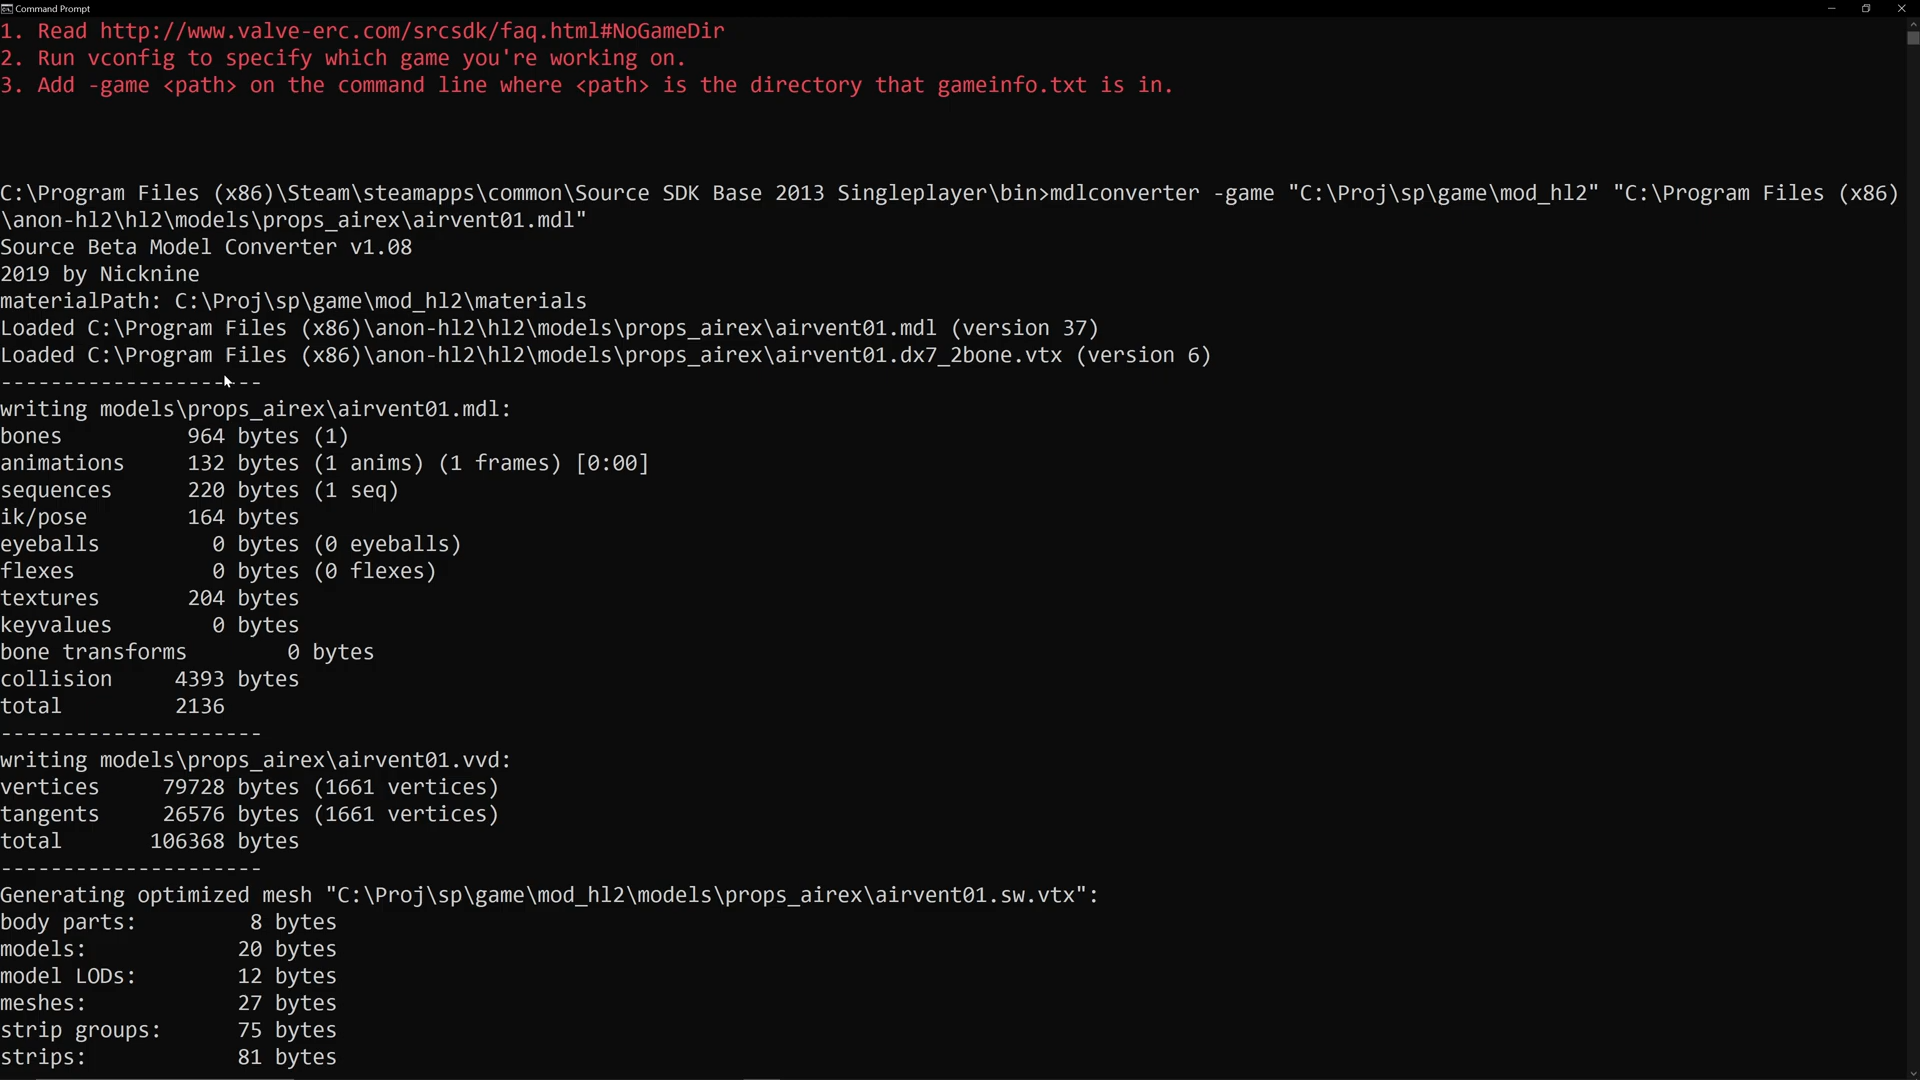 Command Prompt
1. Read http://www.valve-erc.com/srcsdk/faq.html#NoGameDir
2. Run vconfig to specify which game you're working on.
3. Add -game <path> on the command line where <path> is the directory that gameinfo.txt is in.
C:\Program Files (x86)\Steam\steamapps\common\Source SDK Base 2013 Singleplayer\bin>mdlconverter -game "C:\Proj\sp\game\mod_hl2" "C:\Program Files (x86)
\anon-hl2\hl2\models\props_airex\airvent01.mdl"
Source Beta Model Converter v1.08
2019 by Nicknine
materialPath: C:\Proj\sp\game\mod_hl2\materials
Loaded C:\Program Files (x86)\anon-hl2\hl2\models\props_airex\airvent01.mdl (version 37)
Loaded C:\Program Files (x86)\anon-hl2\hl2\models\props_airex\airvent01.dx7_2bone.vtx (version 6)
---------------------
writing models\props_airex\airvent01.mdl:
bones          964 bytes (1)
animations     132 bytes (1 anims) (1 frames) [0:00]
sequences      220 bytes (1 seq)
ik/pose        164 bytes
eyeballs         0 bytes (0 eyeballs)
flexes           0 bytes (0 flexes)
textures       204 bytes
keyvalues        0 bytes
bone transforms        0 bytes
collision     4393 bytes
total         2136
---------------------
writing models\props_airex\airvent01.vvd:
vertices     79728 bytes (1661 vertices)
tangents     26576 bytes (1661 vertices)
total       106368 bytes
---------------------
Generating optimized mesh "C:\Proj\sp\game\mod_hl2\models\props_airex\airvent01.sw.vtx":
body parts:         8 bytes
models:            20 bytes
model LODs:        12 bytes
meshes:            27 bytes
strip groups:      75 bytes
strips:            81 bytes